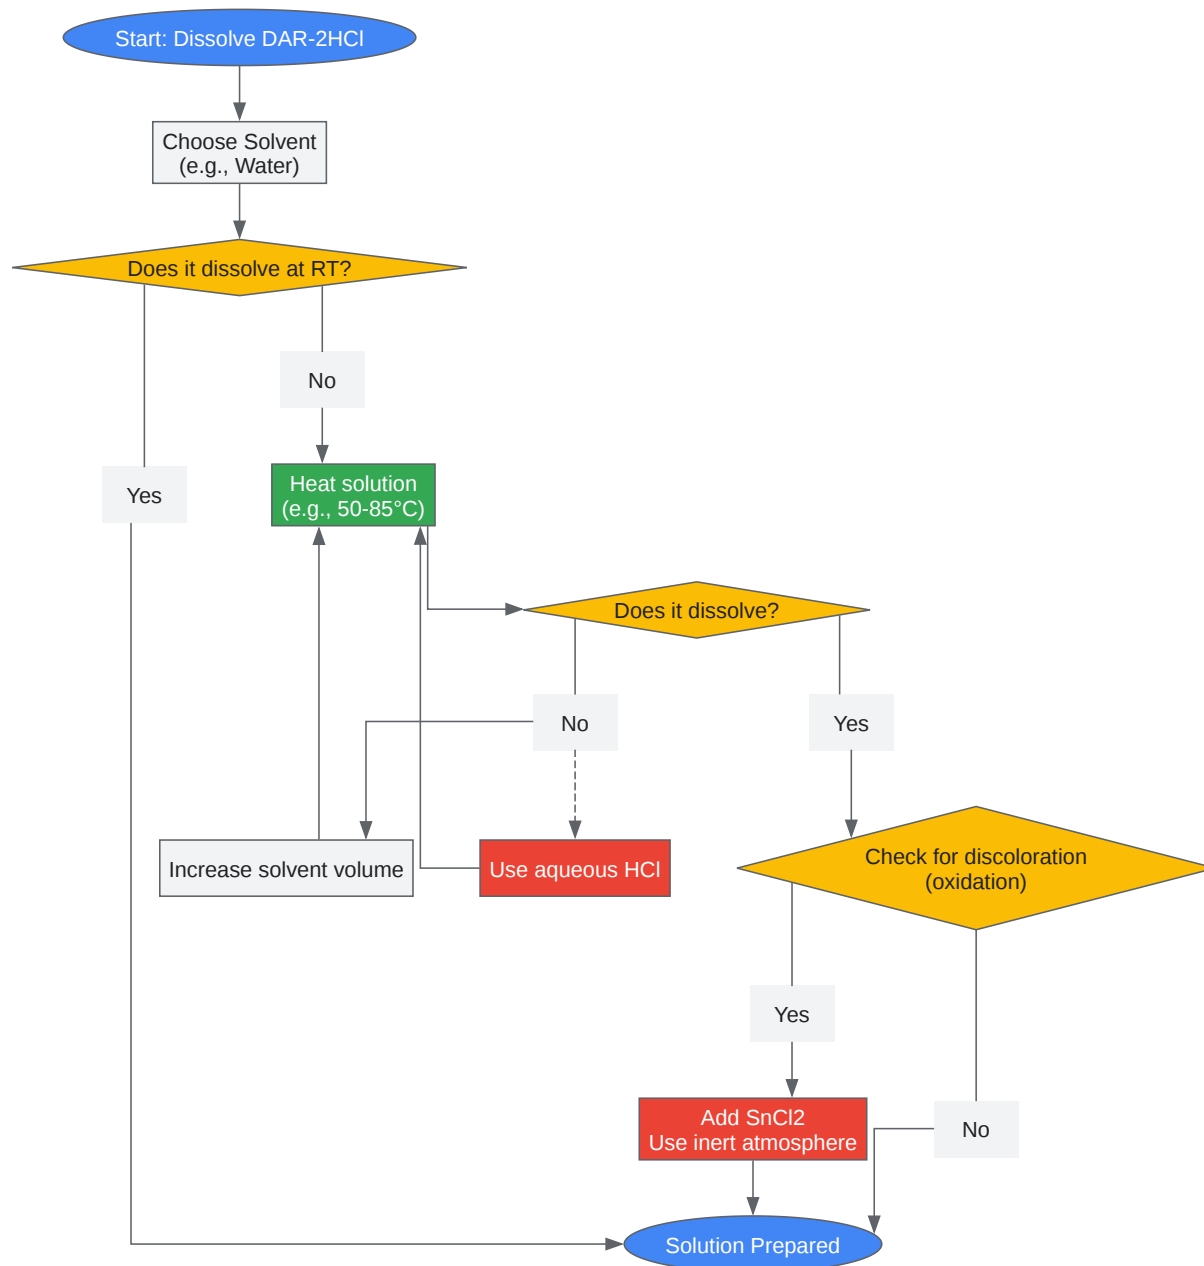 Start: Dissolve DAR-2HCl
Choose Solvent
(e.g., Water)
Does it dissolve at RT?
No
Yes
Heat solution
(e.g., 50-85°C)
Does it dissolve?
No
Yes
Increase solvent volume
Use aqueous HCl
Check for discoloration
(oxidation)
Yes
Add SnCl2
Use inert atmosphere
No
Solution Prepared